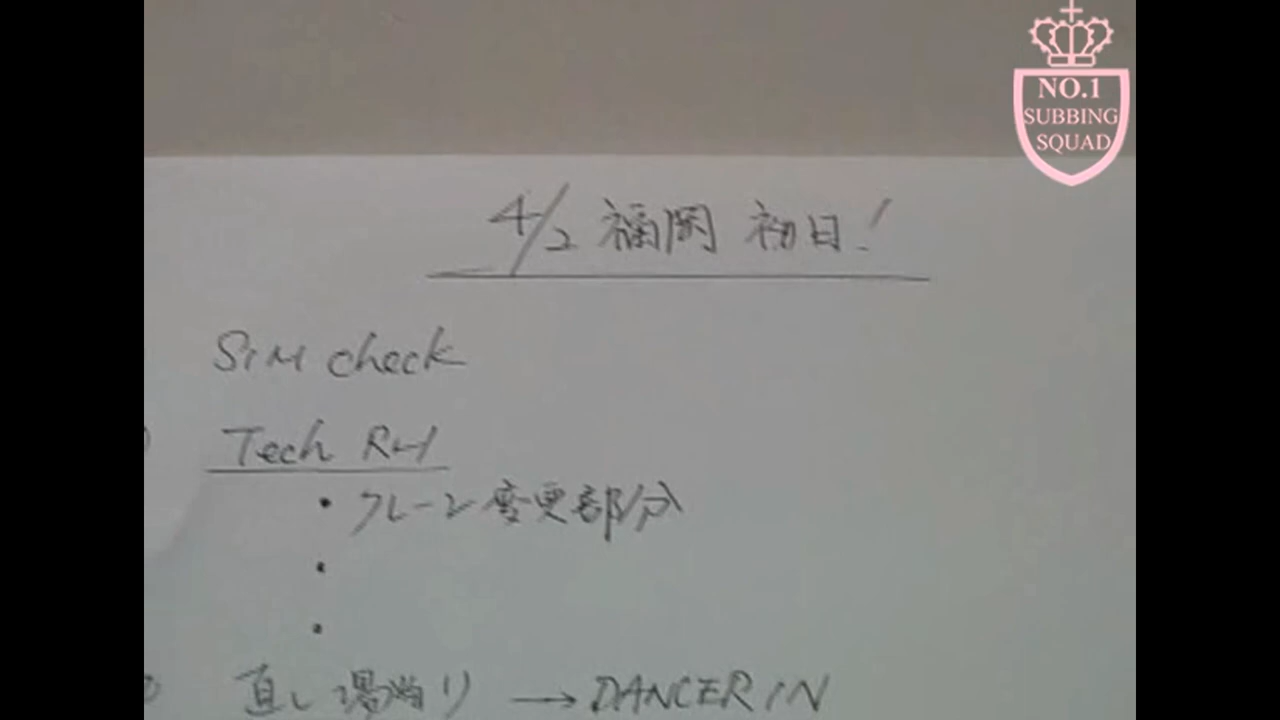 NO.1
SUBBING
SQUAD
4/2 福岡 初日!
SIM check
Tech RH
・クレーン変更部分
・
・
直し場当り → DANCER IN